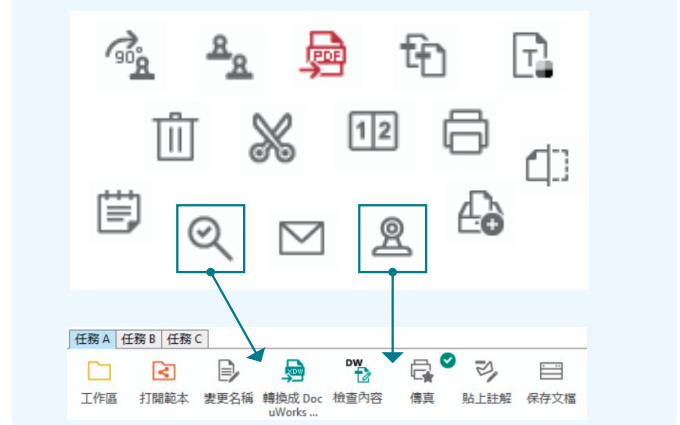 90°
PDF
T
1 2
任務 A 任務 B 任務 C
XDW
DW
工作區 打開範本 變更名稱 轉換成 Doc 檢查內容 傳真 貼上註解 保存文檔
uWorks ...